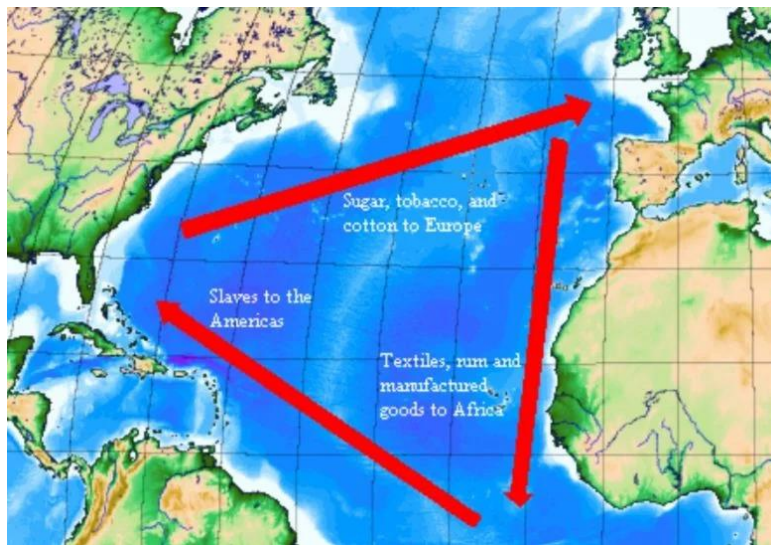 Sugar, tobacco, and
cotton to Europe
Slaves to the
Americas
Textiles, rum and
manufactured
goods to Africa